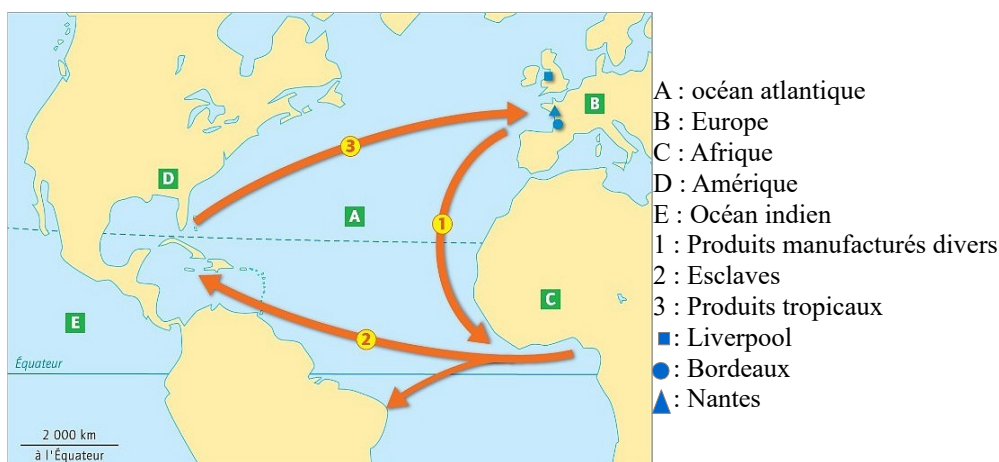 B
3
D
1
A
C
E
2
Équateur
2 000 km
à l'Équateur
A : océan atlantique
B : Europe
C : Afrique
D : Amérique
E : Océan indien
1 : Produits manufacturés divers
2 : Esclaves
3 : Produits tropicaux
: Liverpool
: Bordeaux
: Nantes